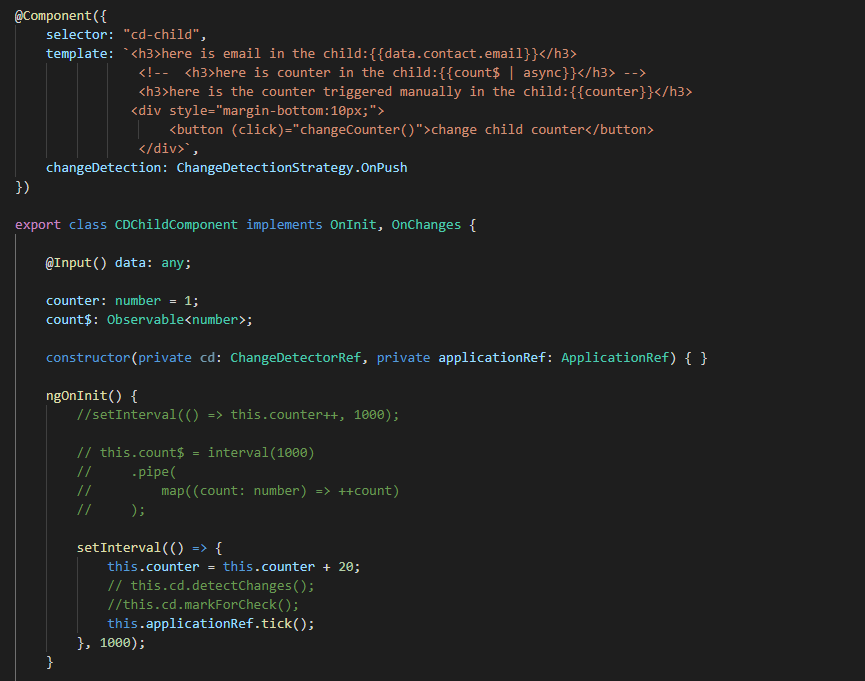 @Component({
    selector: "cd-child",
    template: `<h3>here is email in the child:{{data.contact.email}}</h3>
                <!--  <h3>here is counter in the child:{{count$ | async}}</h3> -->
                <h3>here is the counter triggered manually in the child:{{counter}}</h3>
               <div style="margin-bottom:10px;">
                    <button (click)="changeCounter()">change child counter</button>
                </div>`,
    changeDetection: ChangeDetectionStrategy.OnPush
})
export class CDChildComponent implements OnInit, OnChanges {
    @Input() data: any;
    counter: number = 1;
    count$: Observable<number>;
    constructor(private cd: ChangeDetectorRef, private applicationRef: ApplicationRef) { }
    ngOnInit() {
        //setInterval(() => this.counter++, 1000);
        // this.count$ = interval(1000)
        //     .pipe(
        //         map((count: number) => ++count)
        //     );
        setInterval(() => {
            this.counter = this.counter + 20;
            // this.cd.detectChanges();
            //this.cd.markForCheck();
            this.applicationRef.tick();
        }, 1000);
    }